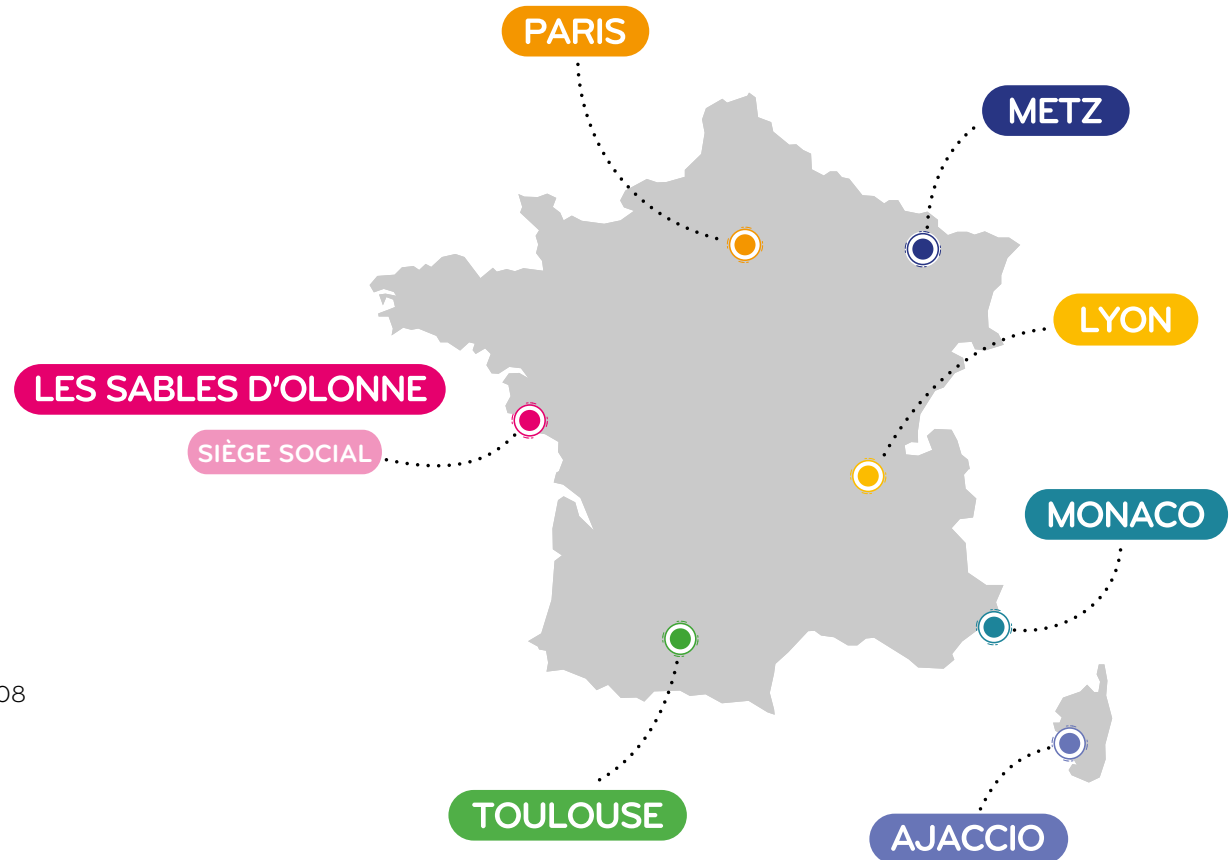 PARIS
METZ
LYON
LES SABLES D'OLONNE
SIÈGE SOCIAL
MONACO
08
TOULOUSE
AJACCIO